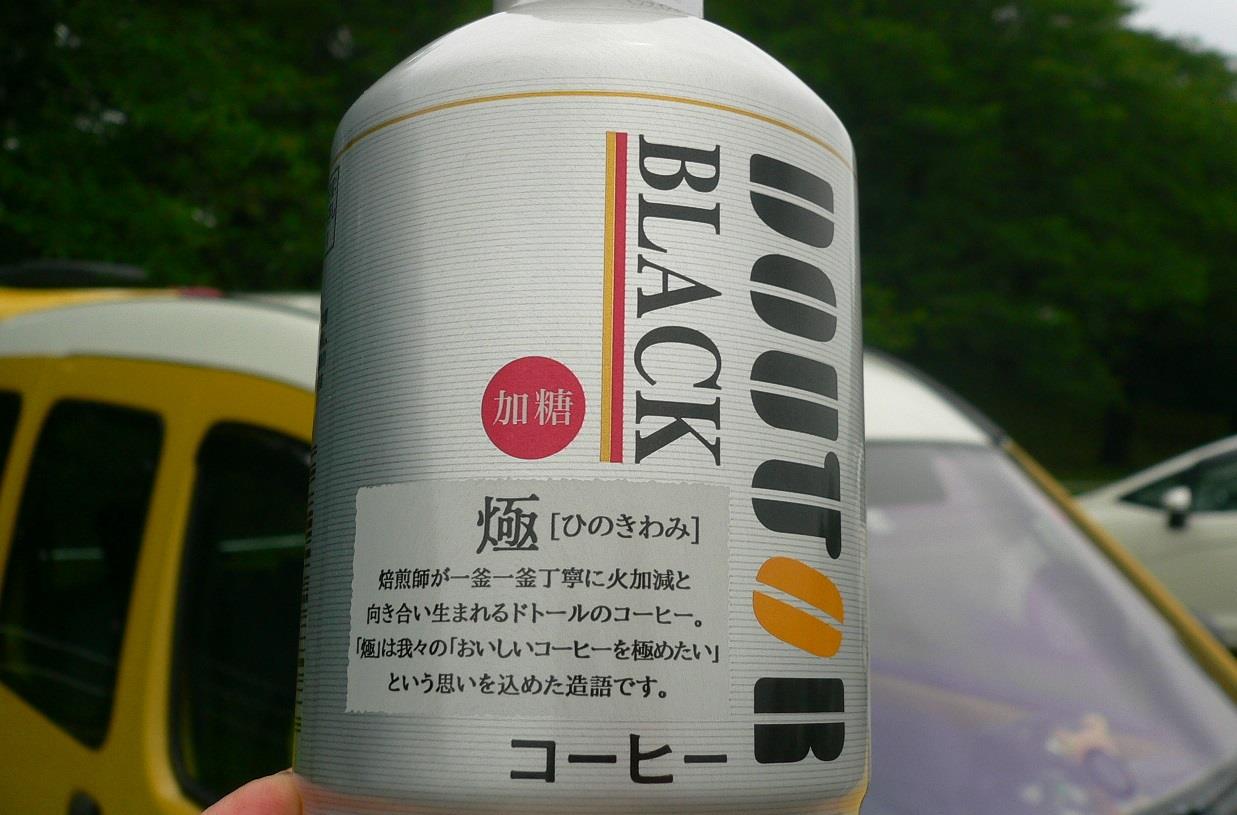 DOUTOR
BLACK
加糖
[ひのきわみ]
焙煎師が一釜一釜丁寧に火加減と
向き合い生まれるドトールのコーヒー。
「」は我々の「おいしいコーヒーを極めたい」
という思いを込めた造語です。
コーヒー